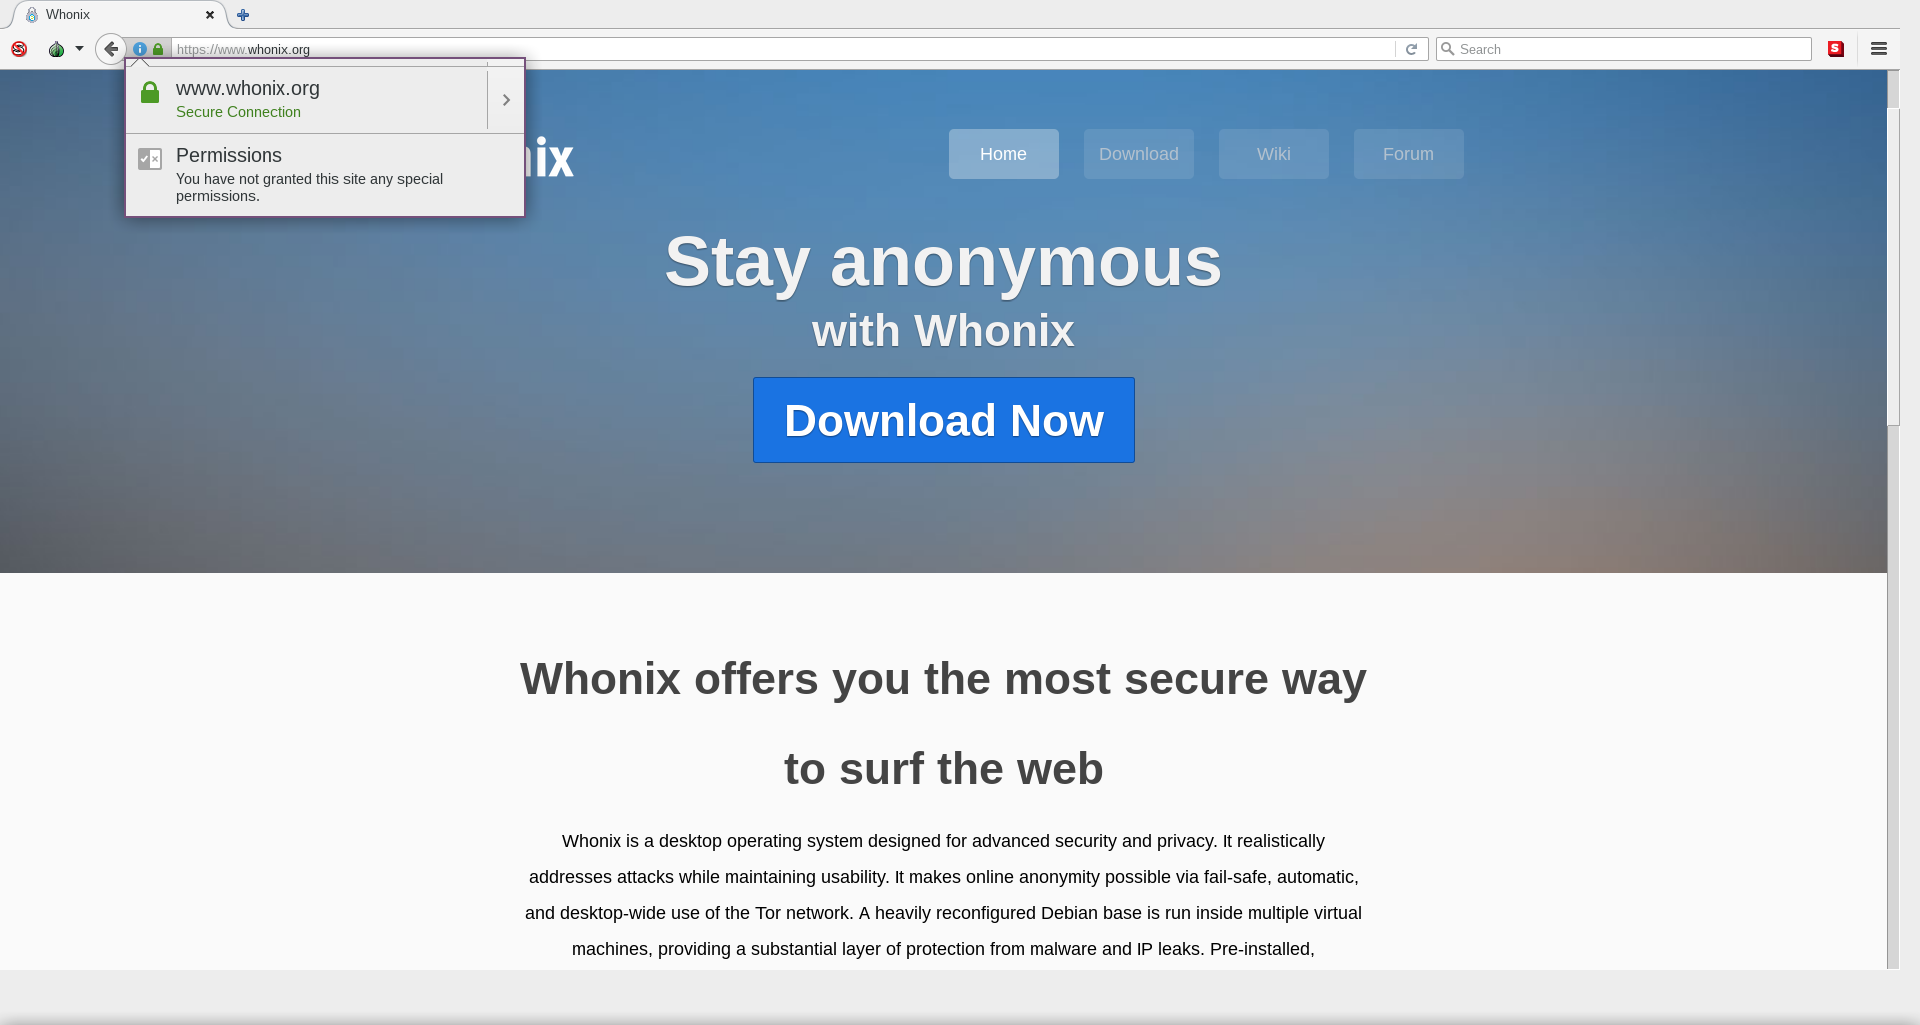 Whonix
https://www.whonix.org
Search
www.whonix.org
Secure Connection
Permissions
You have not granted this site any special
permissions.
nix
Home
Download
Wiki
Forum
Stay anonymous
with Whonix
Download Now
Whonix offers you the most secure way
to surf the web
Whonix is a desktop operating system designed for advanced security and privacy. It realistically
addresses attacks while maintaining usability. It makes online anonymity possible via fail-safe, automatic,
and desktop-wide use of the Tor network. A heavily reconfigured Debian base is run inside multiple virtual
machines, providing a substantial layer of protection from malware and IP leaks. Pre-installed,